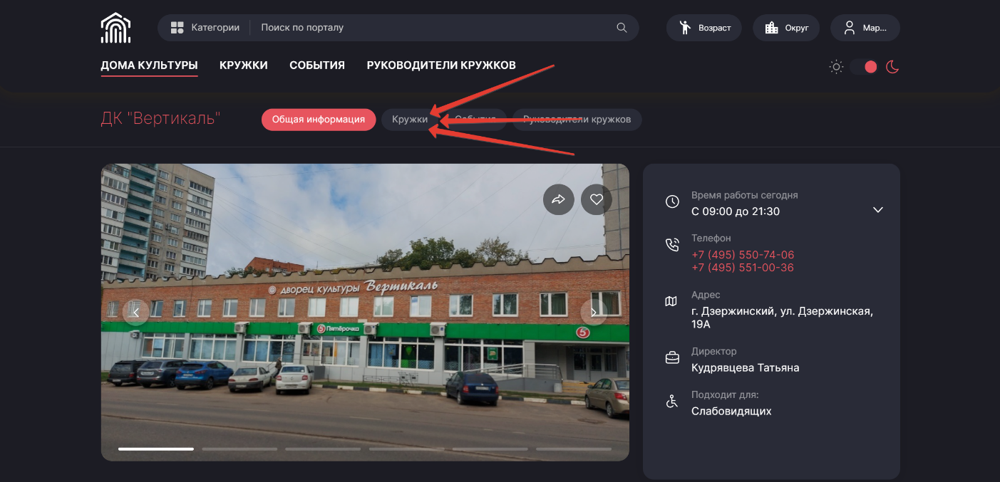 Категории
Поиск по порталу
Возраст
Округ
Мар...
ДОМА КУЛЬТУРЫ
КРУЖКИ
СОБЫТИЯ
РУКОВОДИТЕЛИ КРУЖКОВ
ДК "Вертикаль"
Общая информация
Кружки
События
Руководители кружков
Время работы сегодня
С 09:00 до 21:30
Телефон
+7 (495) 550-74-06
+7 (495) 551-00-36
Адрес
г. Дзержинский, ул. Дзержинская,
19А
Директор
Кудрявцева Татьяна
Подходит для:
Слабовидящих
дворец культуры Вертикаль
5 Пятёрочка
5